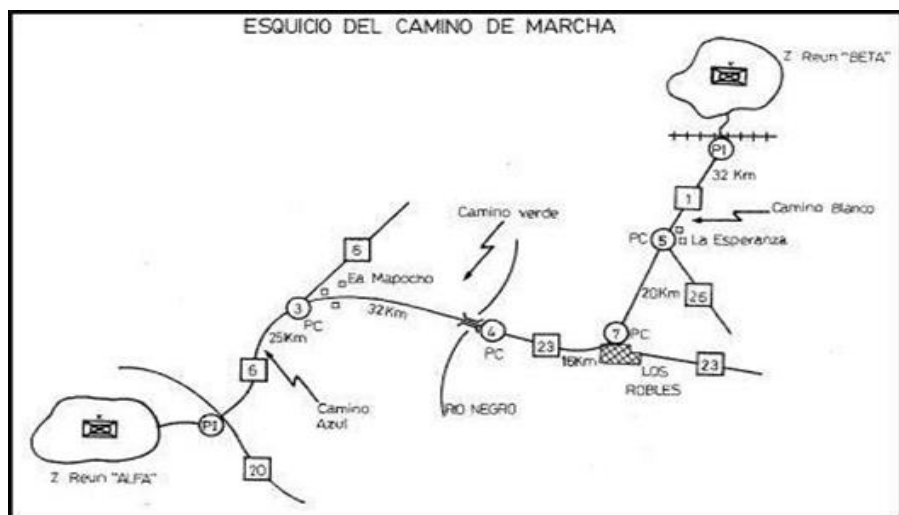 ESQUICIO DEL CAMINO DE MARCHA
Z Reun "BETA"
PI
32 Km
1
Camino Blanco
Camino verde
PC 5
La Esperanza
6
Ea Mapocho
20Km
26
3
PC
32Km
7 PC
4
25Km
PC
23
16Km
23
LOS
ROBLES
6
RIO NEGRO
Camino
Azul
PI
20
Z Reun "ALFA"